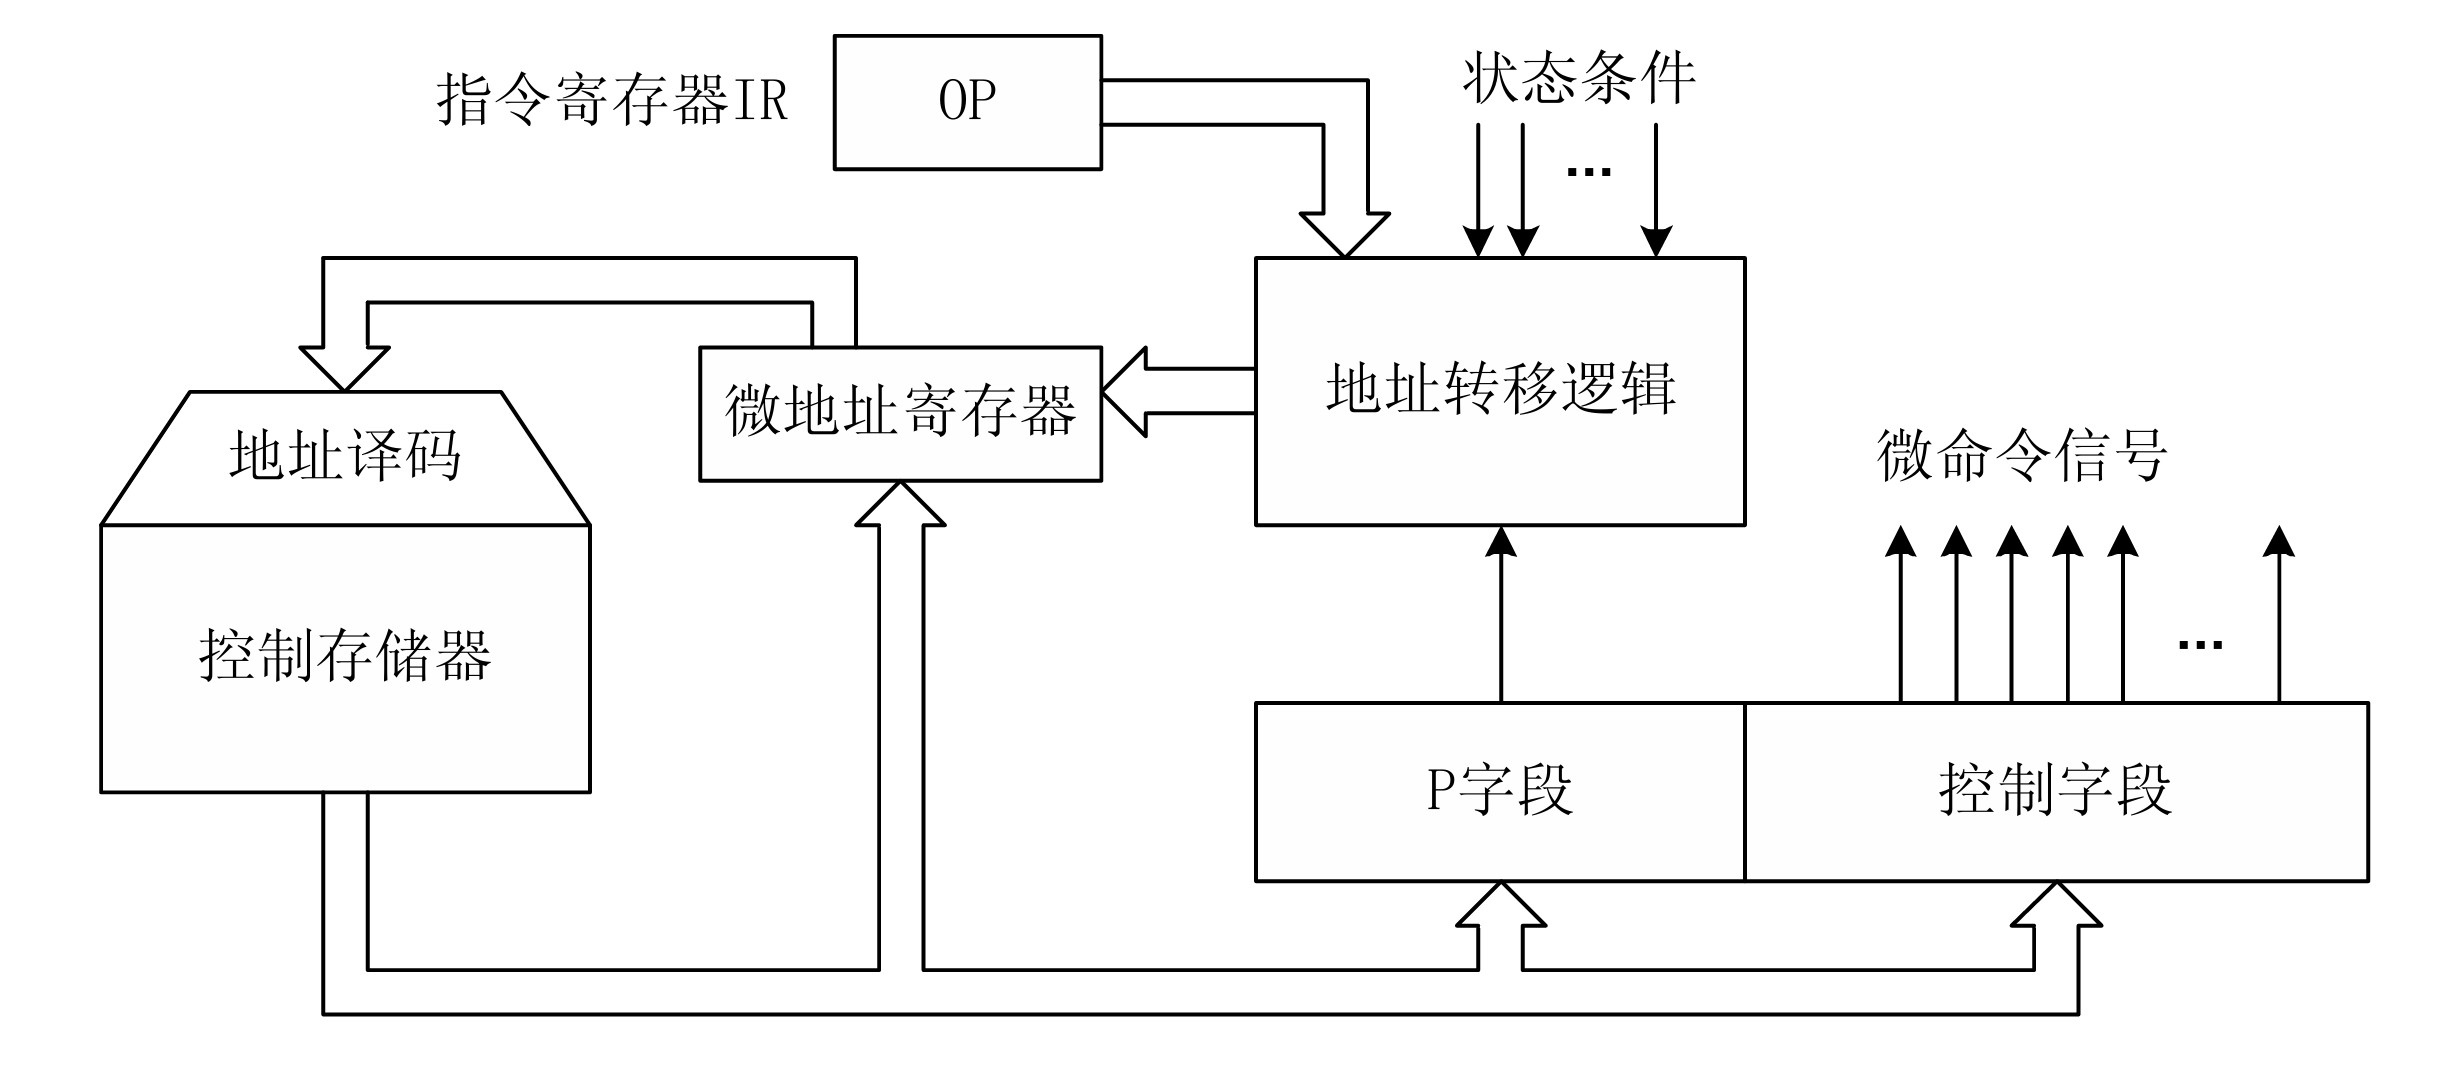 指令寄存器IR
OP
状态条件
...
地址转移逻辑
微地址寄存器
地址译码
微命令信号
控制存储器
...
P字段
控制字段